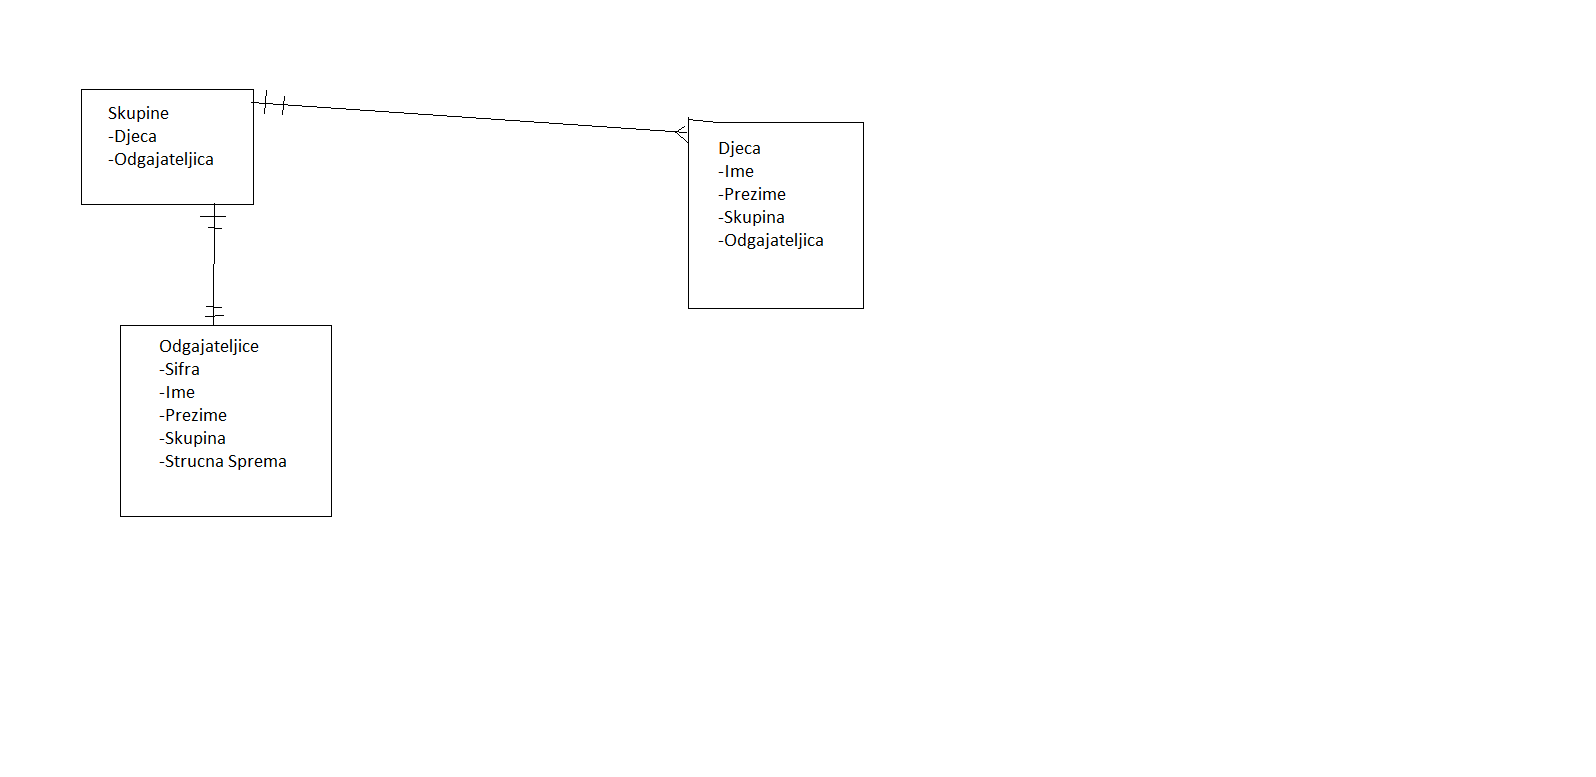 Skupine
-Djeca
-Odgajateljica
Djeca
-Ime
-Prezime
-Skupina
-Odgajateljica
Odgajateljice
-Sifra
-Ime
-Prezime
-Skupina
-Strucna Sprema